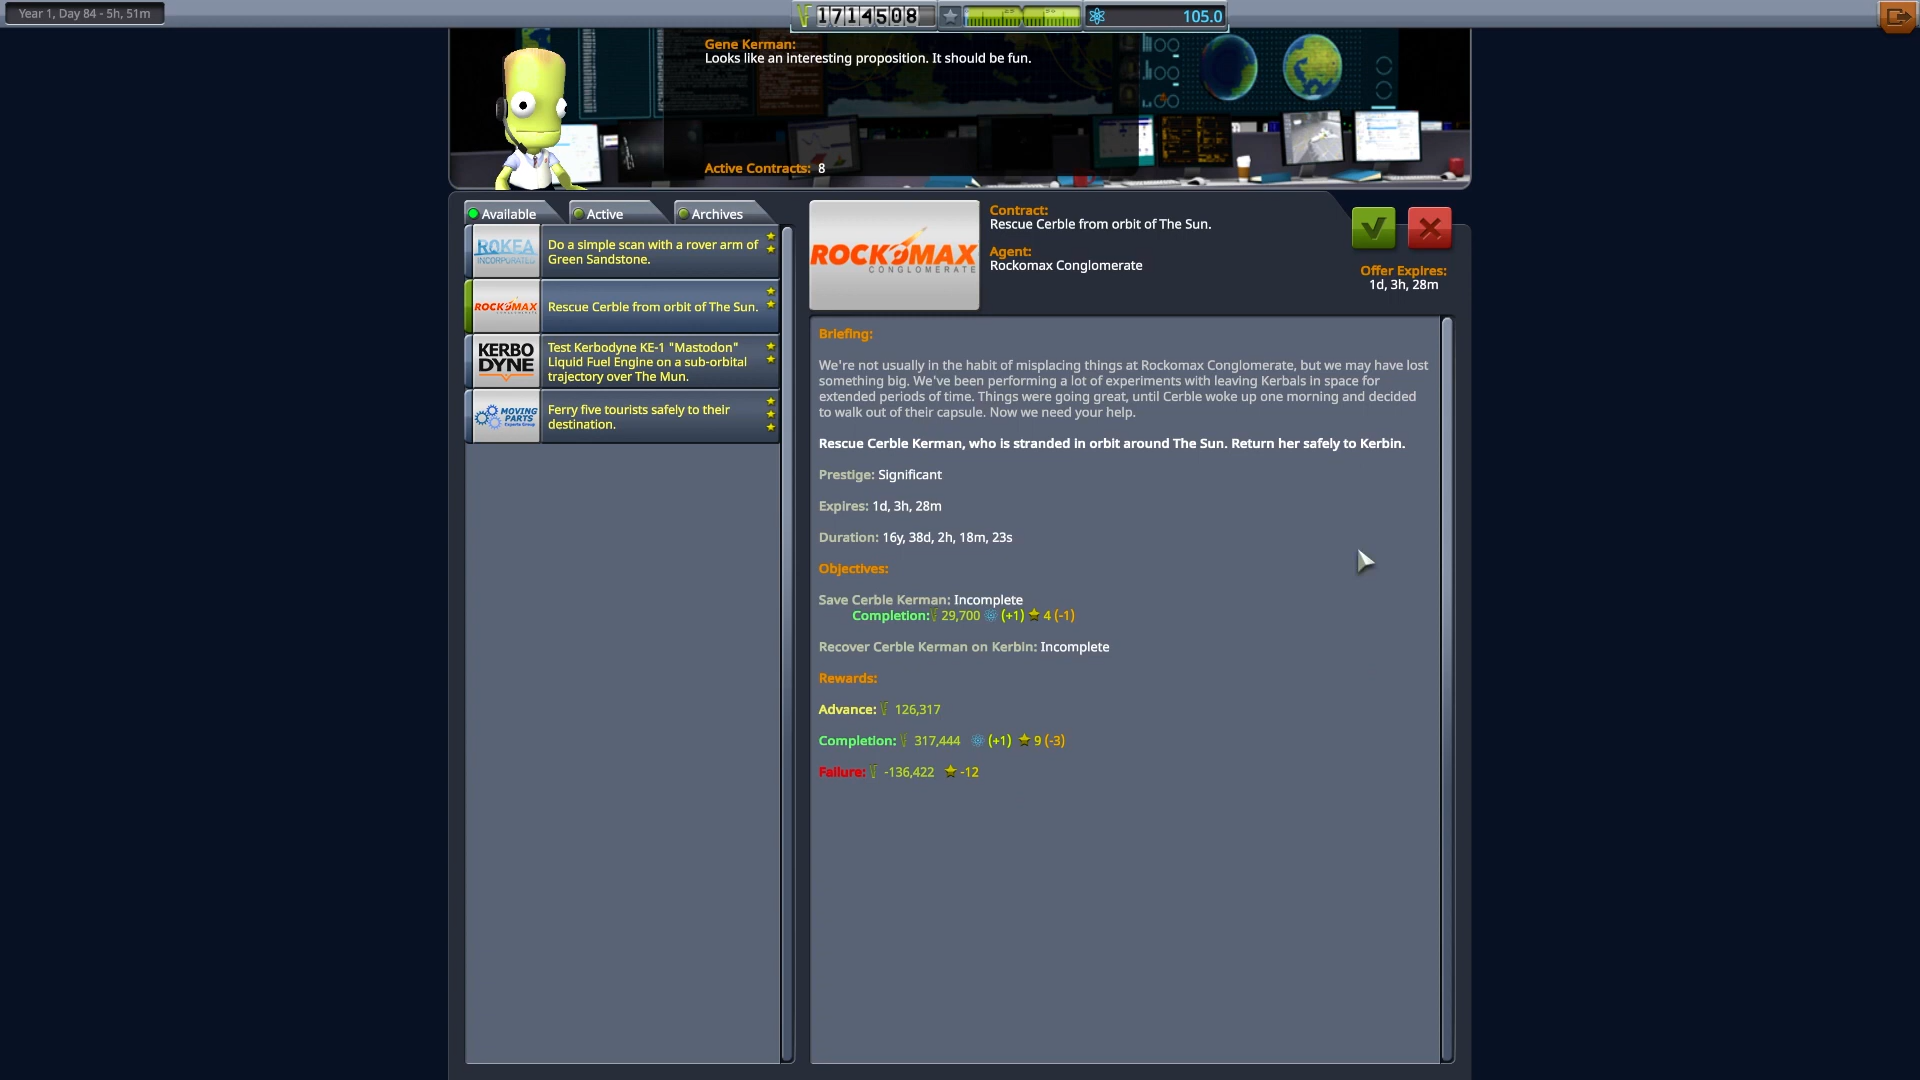 Year 1, Day 84 - 5h, 51m
1714508
105.0
Gene Kerman:
Looks like an interesting proposition. It should be fun.
Active Contracts: 8
Available
Active
Archives
ROKEA
INCORPORATED
Do a simple scan with a rover arm of
Green Sandstone.
ROCKOMAX
CONGLOMERATE
Rescue Cerble from orbit of The Sun.
KERBO
DYNE
Test Kerbodyne KE-1 "Mastodon"
Liquid Fuel Engine on a sub-orbital
trajectory over The Mun.
MOVING
PARTS
Experts Group
Ferry five tourists safely to their
destination.
ROCKOMAX
CONGLOMERATE
Contract:
Rescue Cerble from orbit of The Sun.
Agent:
Rockomax Conglomerate
Offer Expires:
1d, 3h, 28m
Briefing:
We're not usually in the habit of misplacing things at Rockomax Conglomerate, but we may have lost
something big. We've been performing a lot of experiments with leaving Kerbals in space for
extended periods of time. Things were going great, until Cerble woke up one morning and decided
to walk out of their capsule. Now we need your help.
Rescue Cerble Kerman, who is stranded in orbit around The Sun. Return her safely to Kerbin.
Prestige: Significant
Expires: 1d, 3h, 28m
Duration: 16y, 38d, 2h, 18m, 23s
Objectives:
Save Cerble Kerman: Incomplete
Completion: 29,700 (+1) 4 (-1)
Recover Cerble Kerman on Kerbin: Incomplete
Rewards:
Advance: 126,317
Completion: 317,444 (+1) 9 (-3)
Failure: -136,422 -12